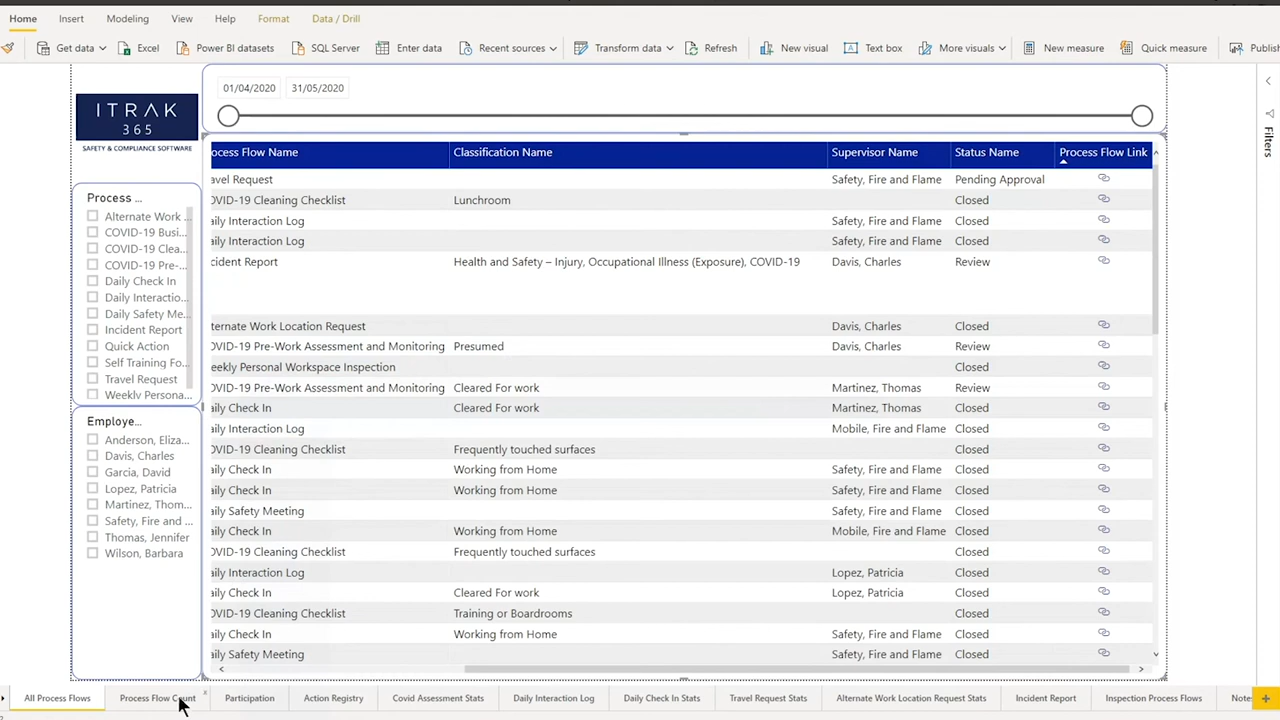 Home Insert Modeling View Help Format Data / Drill
Get data Excel Power BI datasets SQL Server Enter data Recent sources Transform data Refresh New visual Text box More visuals New measure Quick measure Publish
01/04/2020 31/05/2020
ITRAK
365
SAFETY & COMPLIANCE SOFTWARE
Process ...
Alternate Work ...
COVID-19 Busi...
COVID-19 Clea...
COVID-19 Pre-...
Daily Check In
Daily Interactio...
Daily Safety Me...
Incident Report
Quick Action
Self Training Fo...
Travel Request
Weekly Persona...
Employe...
Anderson, Eliza...
Davis, Charles
Garcia, David
Lopez, Patricia
Martinez, Thom...
Safety, Fire and ...
Thomas, Jennifer
Wilson, Barbara
ocess Flow Name Classification Name Supervisor Name Status Name Process Flow Link
avel Request Safety, Fire and Flame Pending Approval
OVID-19 Cleaning Checklist Lunchroom Closed
aily Interaction Log Safety, Fire and Flame Closed
aily Interaction Log Safety, Fire and Flame Closed
cident Report Health and Safety – Injury, Occupational Illness (Exposure), COVID-19 Davis, Charles Review
ternate Work Location Request Davis, Charles Closed
OVID-19 Pre-Work Assessment and Monitoring Presumed Davis, Charles Review
eekly Personal Workspace Inspection Closed
OVID-19 Pre-Work Assessment and Monitoring Cleared For work Martinez, Thomas Review
aily Check In Cleared For work Martinez, Thomas Closed
aily Interaction Log Mobile, Fire and Flame Closed
OVID-19 Cleaning Checklist Frequently touched surfaces Closed
aily Check In Working from Home Safety, Fire and Flame Closed
aily Check In Working from Home Safety, Fire and Flame Closed
aily Safety Meeting Safety, Fire and Flame Closed
aily Check In Working from Home Mobile, Fire and Flame Closed
OVID-19 Cleaning Checklist Frequently touched surfaces Closed
aily Interaction Log Lopez, Patricia Closed
aily Check In Cleared For work Lopez, Patricia Closed
OVID-19 Cleaning Checklist Training or Boardrooms Closed
aily Check In Working from Home Safety, Fire and Flame Closed
aily Safety Meeting Safety, Fire and Flame Closed
Filters
All Process Flows Process Flow Count Participation Action Registry Covid Assessment Stats Daily Interaction Log Daily Check In Stats Travel Request Stats Alternate Work Location Request Stats Incident Report Inspection Process Flows Note